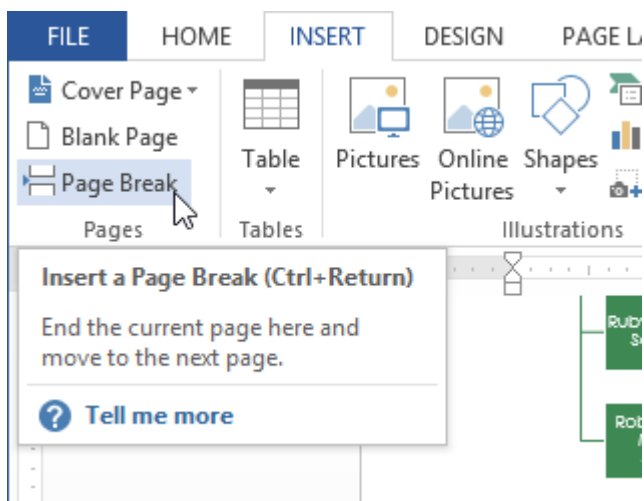 FILE HOME INSERT DESIGN PAGE
Cover Page
Blank Page
Page Break
Table
Pictures
Online
Pictures
Shapes
Pages
Tables
Illustrations
Insert a Page Break (Ctrl+Return)
End the current page here and
move to the next page.
? Tell me more